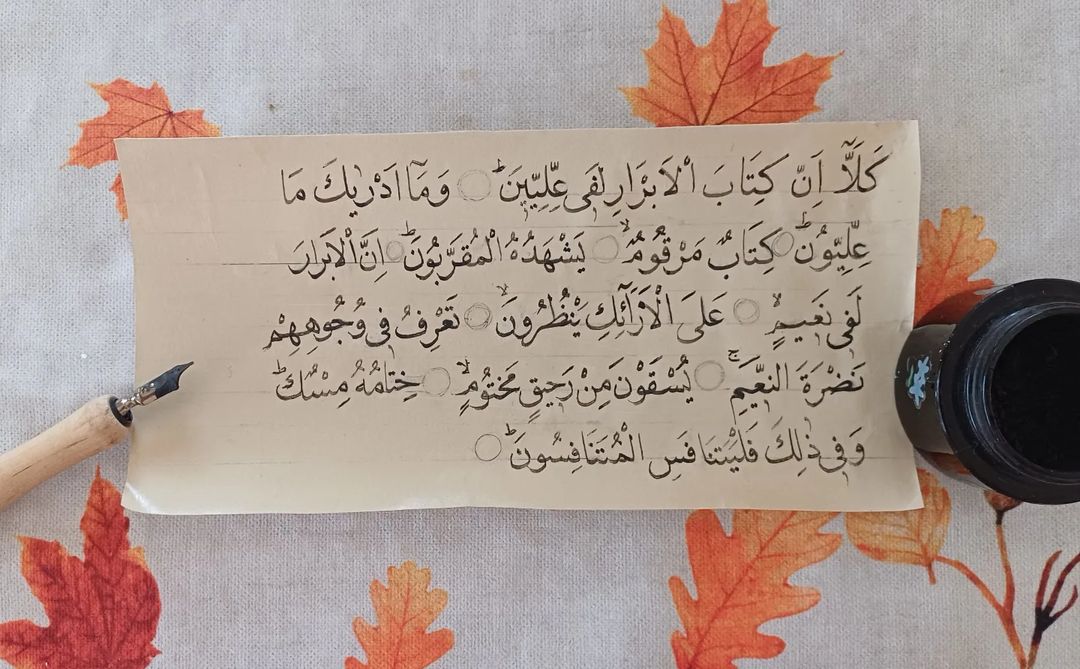 كَلَّآ اِنَّ كِتَابَ الْاَبْرَارِ لَفٖى عِلِّيّٖينَؕ ۝ وَمَٓا اَدْرٰيكَ مَا
عِلِّيُّونَؕ ۝ كِتَابٌ مَرْقُومٌۙ ۝ يَشْهَدُهُ الْمُقَرَّبُونَؕ ۝ اِنَّ الْاَبْرَارَ
لَفٖى نَعٖيمٍۙ ۝ عَلَى الْاَرَٓائِكِ يَنْظُرُونَۙ ۝ تَعْرِفُ فٖى وُجُوهِهِمْ
نَضْرَةَ النَّعٖيمِۚ ۝ يُسْقَوْنَ مِنْ رَحٖيقٍ مَخْتُومٍۙ ۝ خِتَامُهُ مِسْكٌؕ
وَفٖى ذٰلِكَ فَلْيَتَنَافَسِ الْمُتَنَافِسُونَؕ ۝